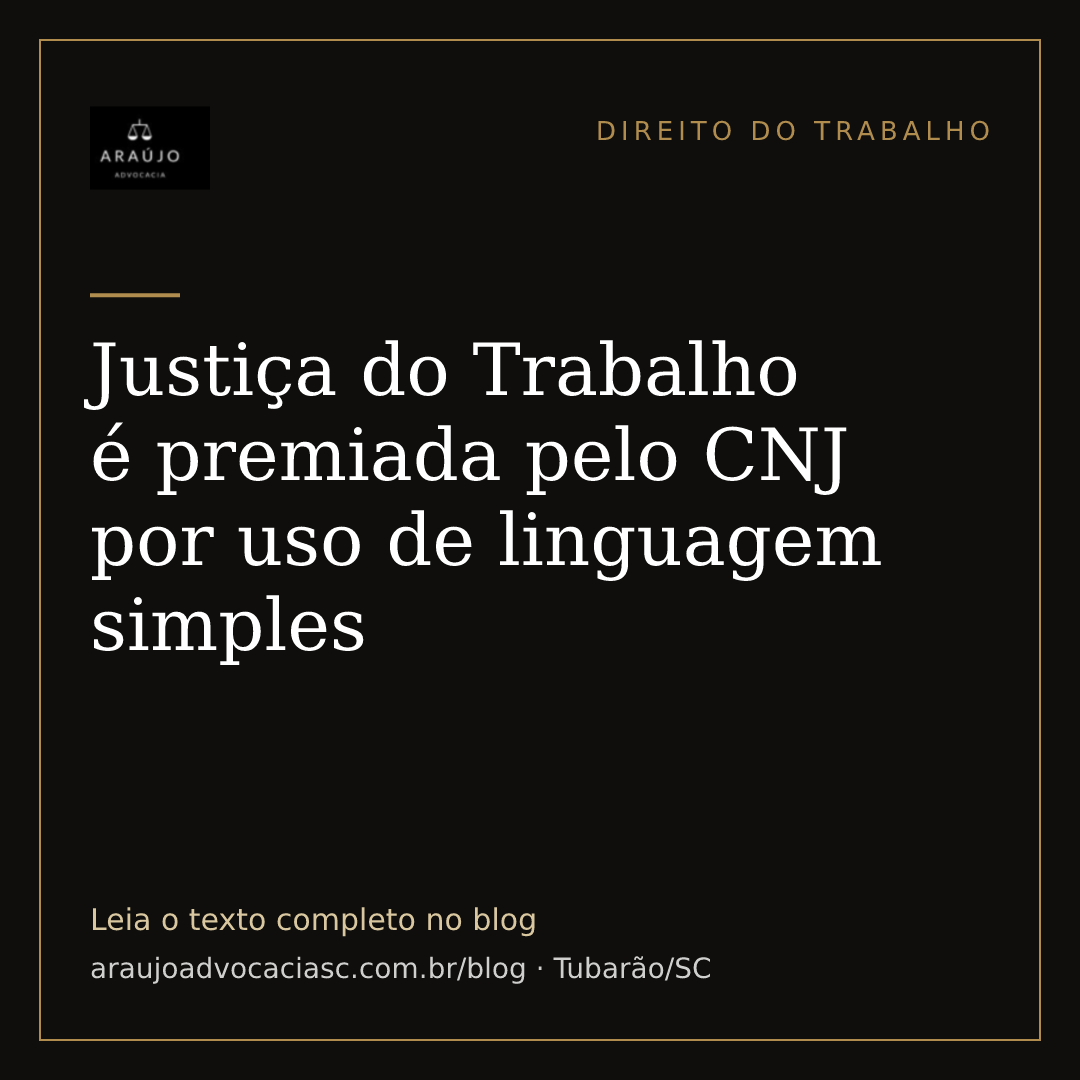 ARAÚJO
ADVOCACIA
DIREITO DO TRABALHO
Justiça do Trabalho
é premiada pelo CNJ
por uso de linguagem
simples
Leia o texto completo no blog
araujoadvocaciasc.com.br/blog · Tubarão/SC